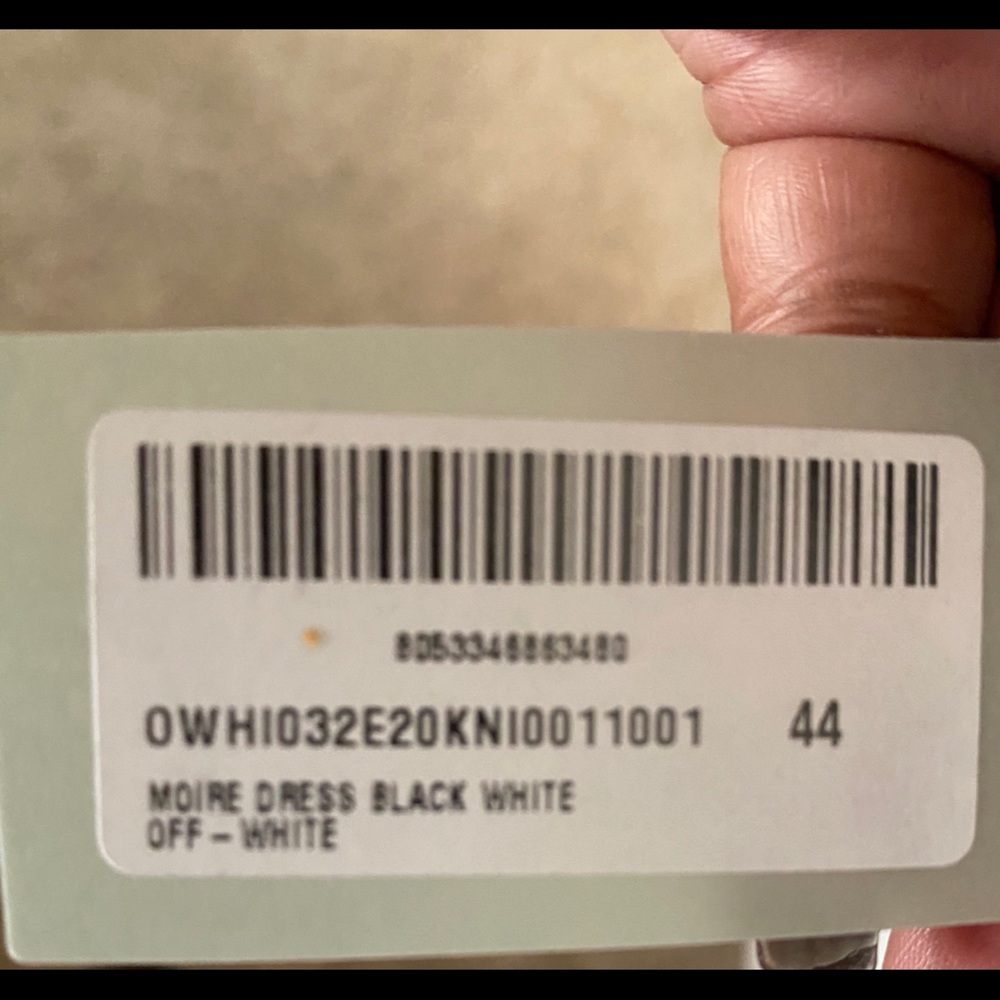 8053346863480
OWHI032E20KNI0011001 44
MOIRE DRESS BLACK WHITE
OFF-WHITE